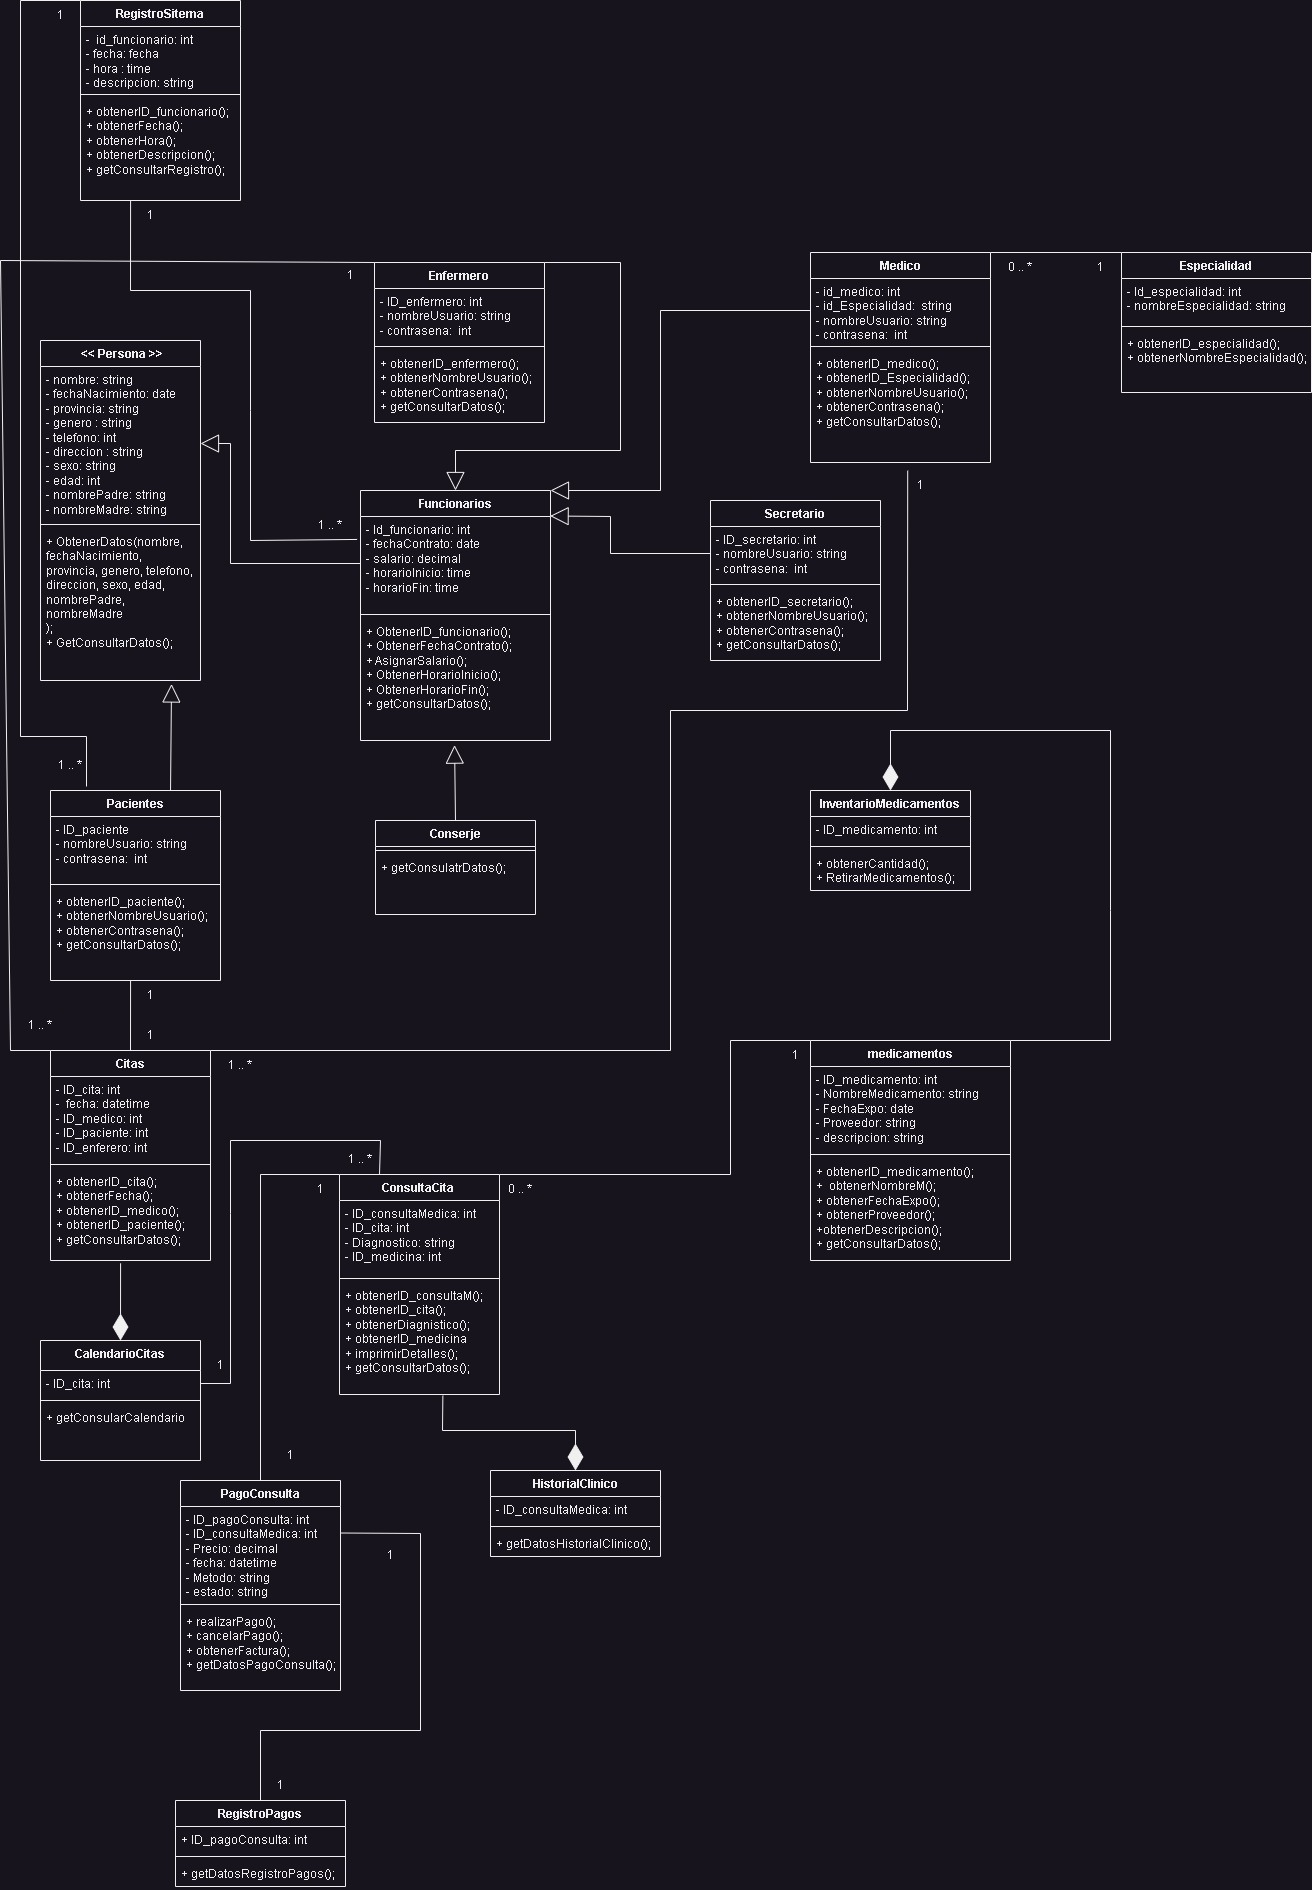 1
RegistroSitema
- id_funcionario: int
- fecha: fecha
- hora : time
- descripcion: string
+ obtenerID_funcionario();
+ obtenerFecha();
+ obtenerHora();
+ obtenerDescripcion();
+ getConsultarRegistro();
1
1
Enfermero
- ID_enfermero: int
- nombreUsuario: string
- contrasena: int
+ obtenerID_enfermero();
+ obtenerNombreUsuario();
+ obtenerContrasena();
+ getConsultarDatos();
Medico
- id_medico: int
- id_Especialidad: string
- nombreUsuario: string
- contrasena: int
+ obtenerID_medico();
+ obtenerID_Especialidad();
+ obtenerNombreUsuario();
+ obtenerContrasena();
+ getConsultarDatos();
1
0 .. *
1
Especialidad
- Id_especialidad: int
- nombreEspecialidad: string
+ obtenerID_especialidad();
+ obtenerNombreEspecialidad();
<< Persona >>
- nombre: string
- fechaNacimiento: date
- provincia: string
- genero : string
- telefono: int
- direccion : string
- sexo: string
- edad: int
- nombrePadre: string
- nombreMadre: string
+ ObtenerDatos(nombre,
fechaNacimiento,
provincia, genero, telefono,
direccion, sexo, edad,
nombrePadre,
nombreMadre
);
+ GetConsultarDatos();
1 .. *
Funcionarios
- Id_funcionario: int
- fechaContrato: date
- salario: decimal
- horarioInicio: time
- horarioFin: time
+ ObtenerID_funcionario();
+ ObtenerFechaContrato();
+ AsignarSalario();
+ ObtenerHorarioInicio();
+ ObtenerHorarioFin();
+ getConsultarDatos();
Secretario
- ID_secretario: int
- nombreUsuario: string
- contrasena: int
+ obtenerID_secretario();
+ obtenerNombreUsuario();
+ obtenerContrasena();
+ getConsultarDatos();
1 .. *
Pacientes
- ID_paciente
- nombreUsuario: string
- contrasena: int
+ obtenerID_paciente();
+ obtenerNombreUsuario();
+ obtenerContrasena();
+ getConsultarDatos();
1
Conserje
+ getConsulatrDatos();
InventarioMedicamentos
- ID_medicamento: int
+ obtenerCantidad();
+ RetirarMedicamentos();
1 .. *
1
Citas
1 .. *
- ID_cita: int
- fecha: datetime
- ID_medico: int
- ID_paciente: int
- ID_enferero: int
+ obtenerID_cita();
+ obtenerFecha();
+ obtenerID_medico();
+ obtenerID_paciente();
+ getConsultarDatos();
1
medicamentos
- ID_medicamento: int
- NombreMedicamento: string
- FechaExpo: date
- Proveedor: string
- descripcion: string
+ obtenerID_medicamento();
+ obtenerNombreM();
+ obtenerFechaExpo();
+ obtenerProveedor();
+obtenerDescripcion();
+ getConsultarDatos();
1 .. *
1
ConsultaCita
0 .. *
- ID_consultaMedica: int
- ID_cita: int
- Diagnostico: string
- ID_medicina: int
+ obtenerID_consultaM();
+ obtenerID_cita();
+ obtenerDiagnistico();
+ obtenerID_medicina
+ imprimirDetalles();
+ getConsultarDatos();
CalendarioCitas
1
- ID_cita: int
+ getConsularCalendario
1
PagoConsulta
- ID_pagoConsulta: int
- ID_consultaMedica: int
- Precio: decimal
- fecha: datetime
- Metodo: string
- estado: string
+ realizarPago();
+ cancelarPago();
+ obtenerFactura();
+ getDatosPagoConsulta();
1
HistorialClinico
- ID_consultaMedica: int
+ getDatosHistorialClinico();
1
RegistroPagos
+ ID_pagoConsulta: int
+ getDatosRegistroPagos();